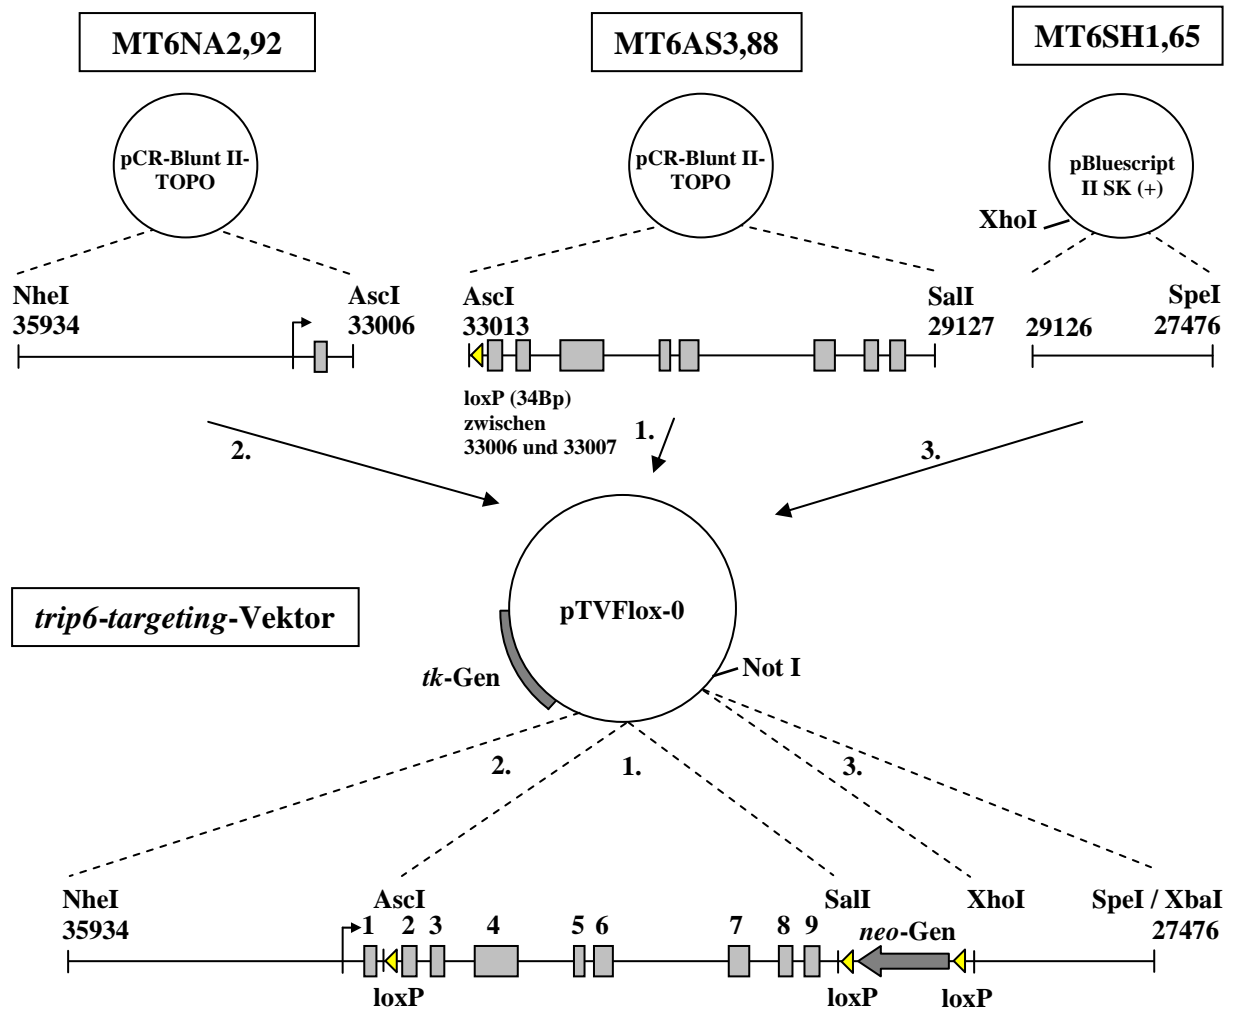 MT6NA2,92
MT6AS3,88
MT6SH1,65
pCR-Blunt II-
TOPO
pCR-Blunt II-
TOPO
pBluescript
II SK (+)
XhoI
NheI
35934
AscI
33006
AscI
33013
SalI
29127
29126
SpeI
27476
loxP (34Bp)
zwischen
33006 und 33007
2.
1.
3.
trip6-targeting-Vektor
pTVFlox-0
tk-Gen
Not I
2.
1.
3.
NheI
35934
AscI
SalI
XhoI
SpeI / XbaI
27476
1
2
3
4
5
6
7
8
9
neo-Gen
loxP
loxP
loxP